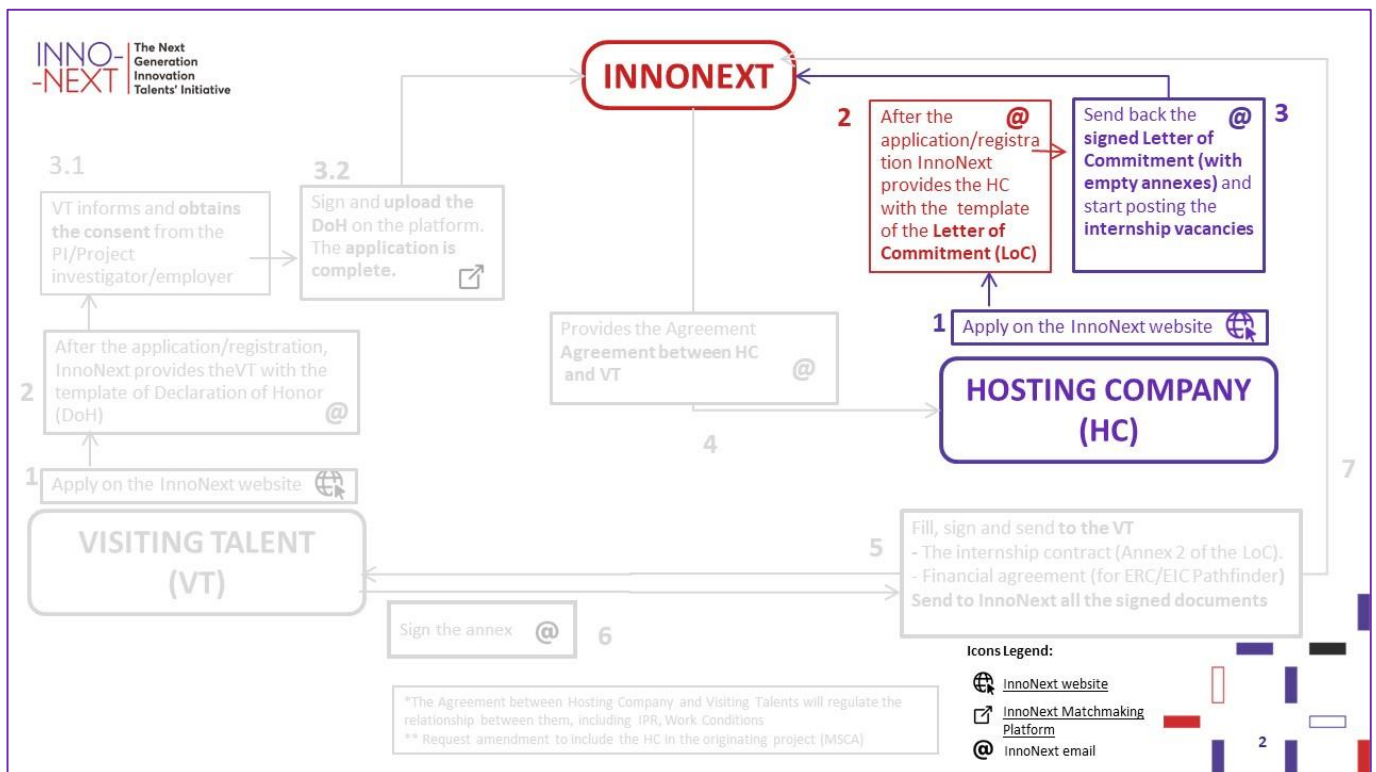 INNO-
-NEXT
The Next
Generation
Innovation
Talents' Initiative
INNONEXT
2
After the @
application/registra
tion InnoNext
provides the HC
with the template
of the Letter of
Commitment (LoC)
Send back the @
signed Letter of
Commitment (with
empty annexes) and
start posting the
internship vacancies
3
3.1
VT informs and obtains
the consent from the
PI/Project
investigator/employer
3.2
Sign and upload the
DoH on the platform.
The application is
complete.
1
Apply on the InnoNext website
HOSTING COMPANY
(HC)
Provides the Agreement
Agreement between HC
and VT @
4
2
After the application/registration,
InnoNext provides theVT with the
template of Declaration of Honor
(DoH) @
1
Apply on the InnoNext website
VISITING TALENT
(VT)
7
5
Fill, sign and send to the VT
- The internship contract (Annex 2 of the LoC).
- Financial agreement (for ERC/EIC Pathfinder)
Send to InnoNext all the signed documents
Sign the annex @
6
Icons Legend:
InnoNext website
InnoNext Matchmaking
Platform
@ InnoNext email
*The Agreement between Hosting Company and Visiting Talents will regulate the
relationship between them, including IPR, Work Conditions
** Request amendment to include the HC in the originating project (MSCA)
2